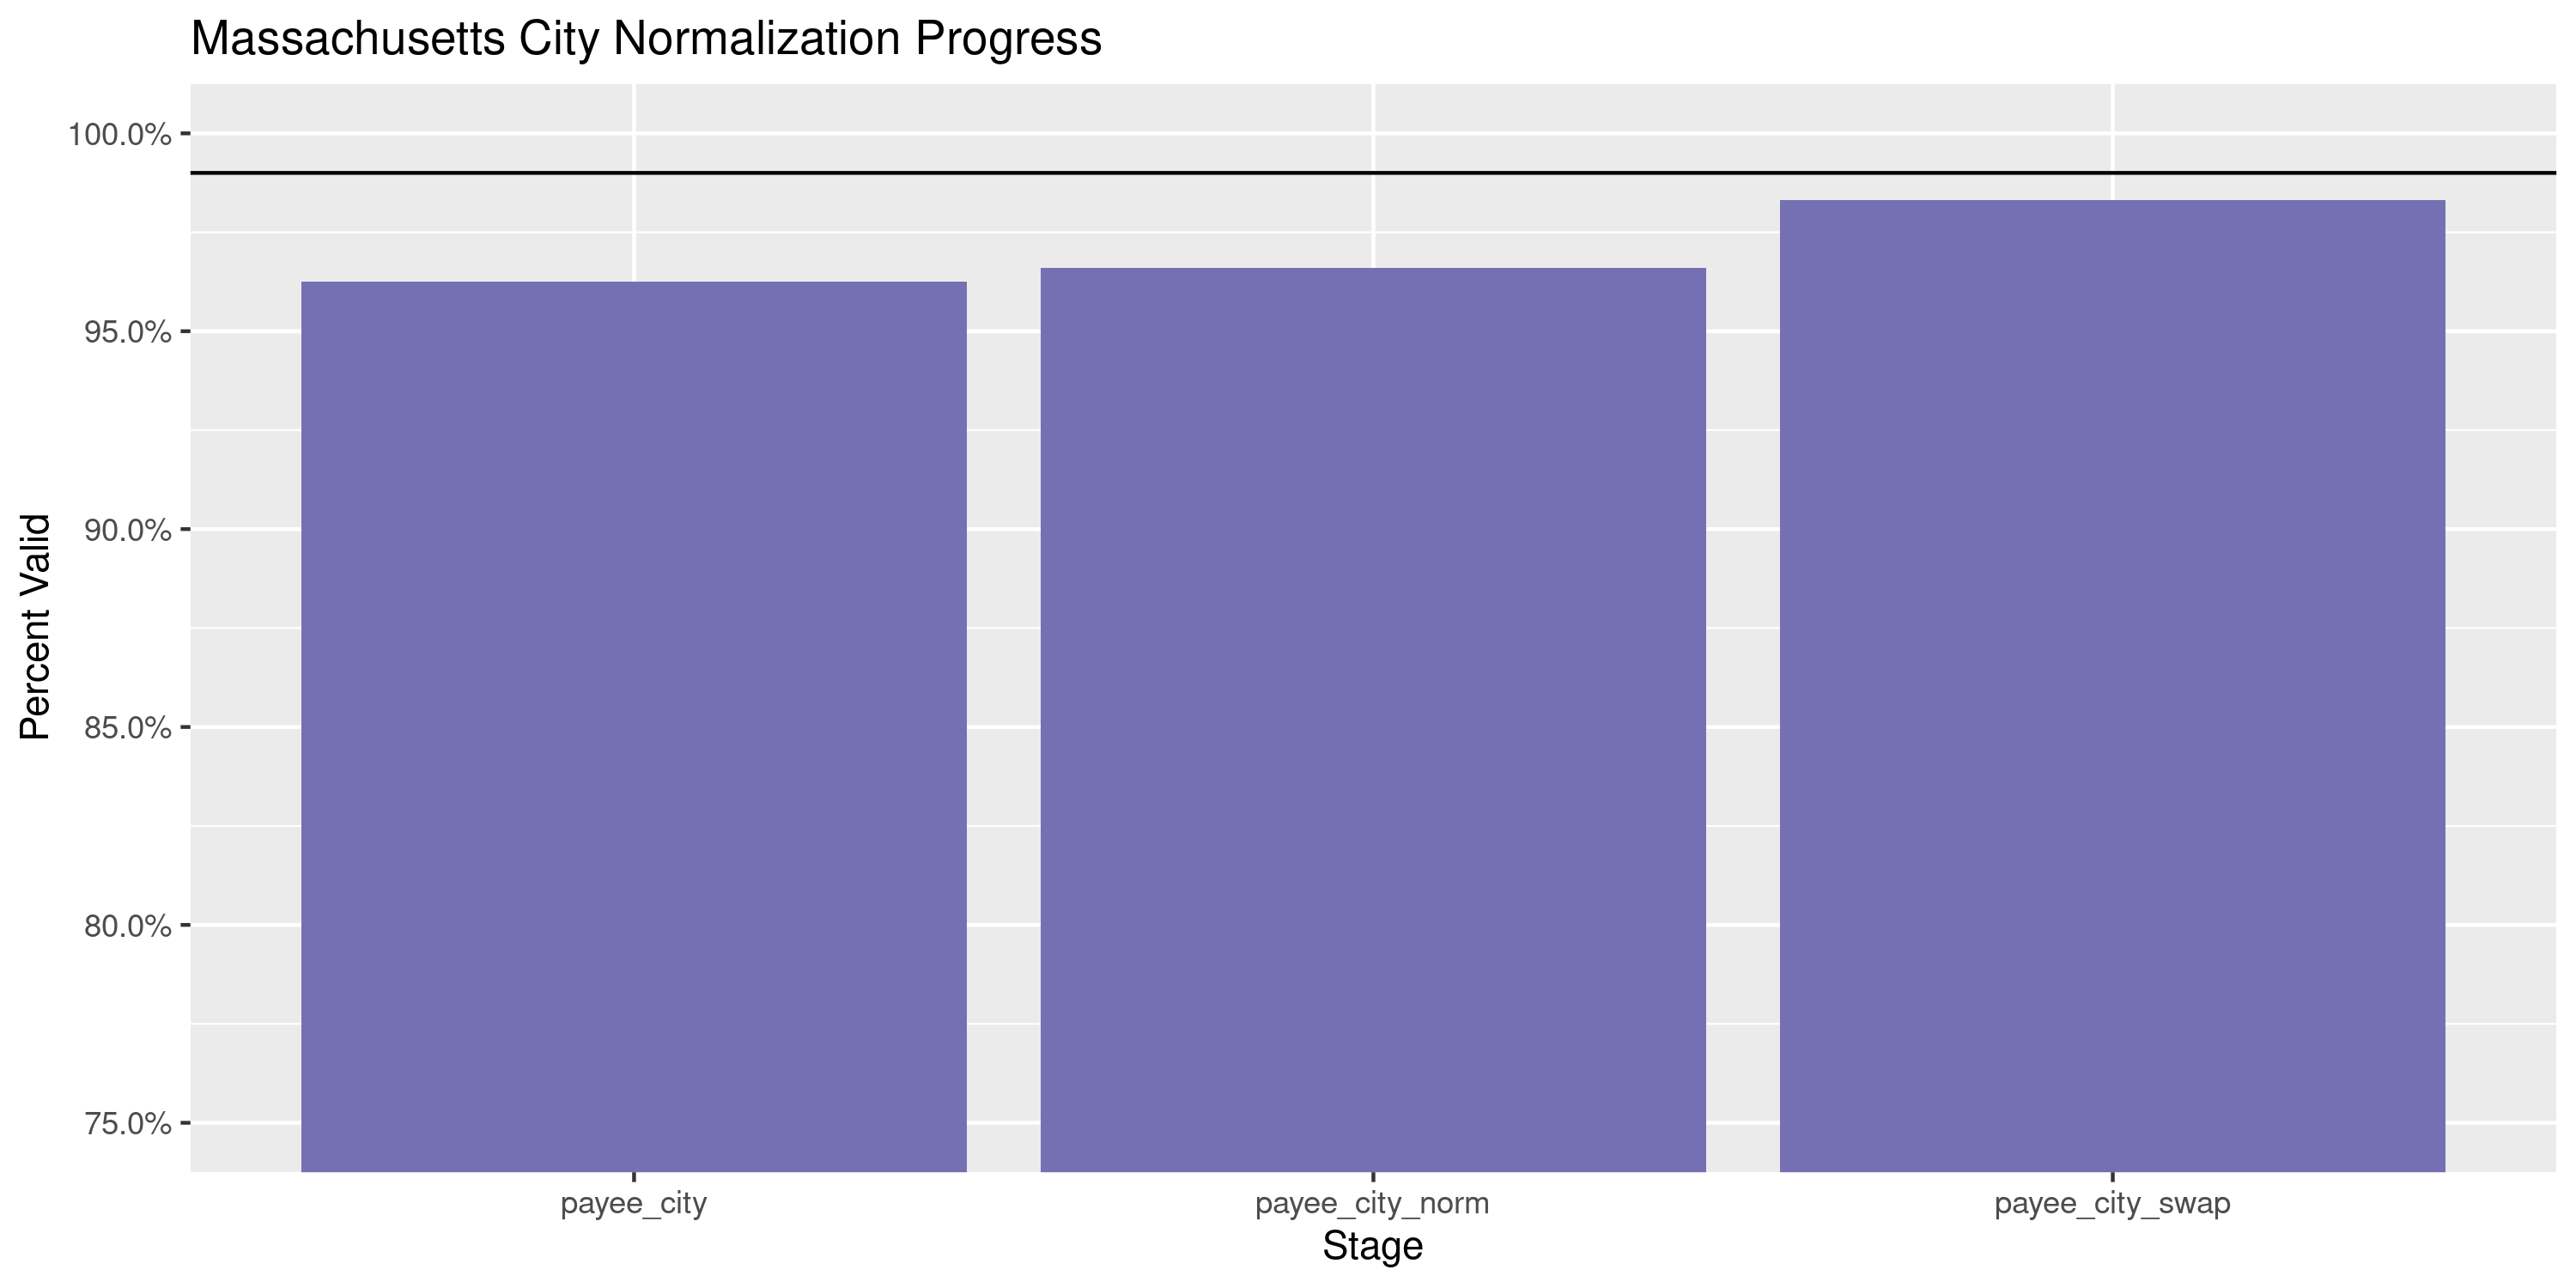 Massachusetts City Normalization Progress
100.0%
95.0%
90.0%
85.0%
80.0%
75.0%
Percent Valid
payee_city
payee_city_norm
payee_city_swap
Stage